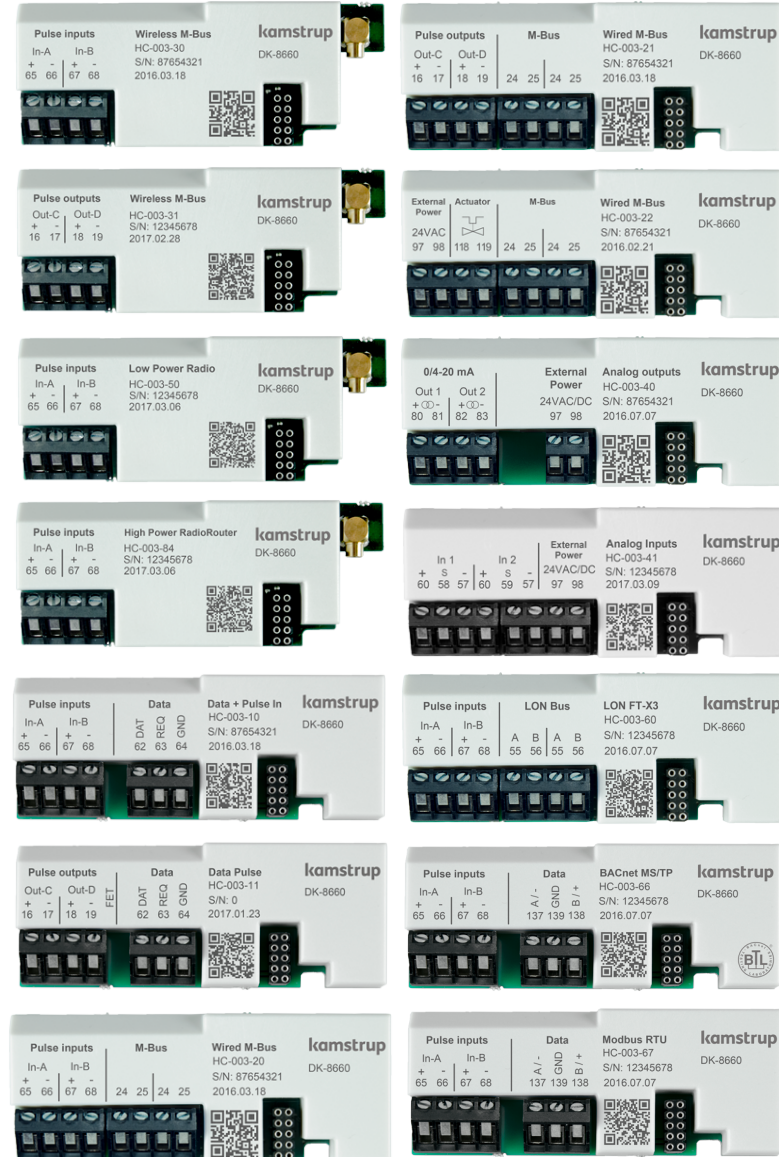 Pulse inputs Wireless M-Bus kamstrup
In-A In-B HC-003-30 DK-8660
+ - + - S/N: 87654321
65 66 67 68 2016.03.18
Pulse outputs Wireless M-Bus kamstrup
Out-C Out-D HC-003-31 DK-8660
+ - + - S/N: 12345678
16 17 18 19 2017.02.28
Pulse inputs Low Power Radio kamstrup
In-A In-B HC-003-50 DK-8660
+ - + - S/N: 12345678
65 66 67 68 2017.03.06
Pulse inputs High Power RadioRouter kamstrup
In-A In-B HC-003-84 DK-8660
+ - + - S/N: 12345678
65 66 67 68 2017.03.06
Pulse inputs Data Data + Pulse In kamstrup
In-A In-B DAT REQ GND HC-003-10 DK-8660
+ - + - S/N: 87654321
65 66 67 68 62 63 64 2016.03.18
Pulse outputs Data Data Pulse kamstrup
Out-C Out-D FET DAT REQ GND HC-003-11 DK-8660
+ - + - S/N: 0
16 17 18 19 62 63 64 2017.01.23
Pulse inputs M-Bus Wired M-Bus kamstrup
In-A In-B HC-003-20 DK-8660
+ - + - S/N: 87654321
65 66 67 68 24 25 24 25 2016.03.18
Pulse outputs M-Bus Wired M-Bus kamstrup
Out-C Out-D HC-003-21 DK-8660
+ - + - S/N: 87654321
16 17 18 19 24 25 24 25 2016.03.18
External Actuator M-Bus Wired M-Bus kamstrup
Power HC-003-22 DK-8660
24VAC S/N: 87654321
97 98 118 119 24 25 24 25 2016.02.21
0/4-20 mA External Analog outputs kamstrup
Power HC-003-40 DK-8660
Out 1 Out 2 24VAC/DC S/N: 87654321
+ - + -
80 81 82 83 97 98 2016.07.07
External Analog Inputs kamstrup
Power HC-003-41 DK-8660
In 1 In 2
+ S - + S - 24VAC/DC S/N: 12345678
60 58 57 60 59 57 97 98 2017.03.09
Pulse inputs LON Bus LON FT-X3 kamstrup
In-A In-B HC-003-60 DK-8660
+ - + - A B A B S/N: 12345678
65 66 67 68 55 56 55 56 2016.07.07
Pulse inputs Data BACnet MS/TP kamstrup
In-A In-B A / - GND B / + HC-003-66 DK-8660
+ - + - S/N: 12345678
65 66 67 68 137 139 138 2016.07.07
BTL
Pulse inputs Data Modbus RTU kamstrup
In-A In-B A / - GND B / + HC-003-67 DK-8660
+ - + - S/N: 12345678
65 66 67 68 137 139 138 2016.07.07